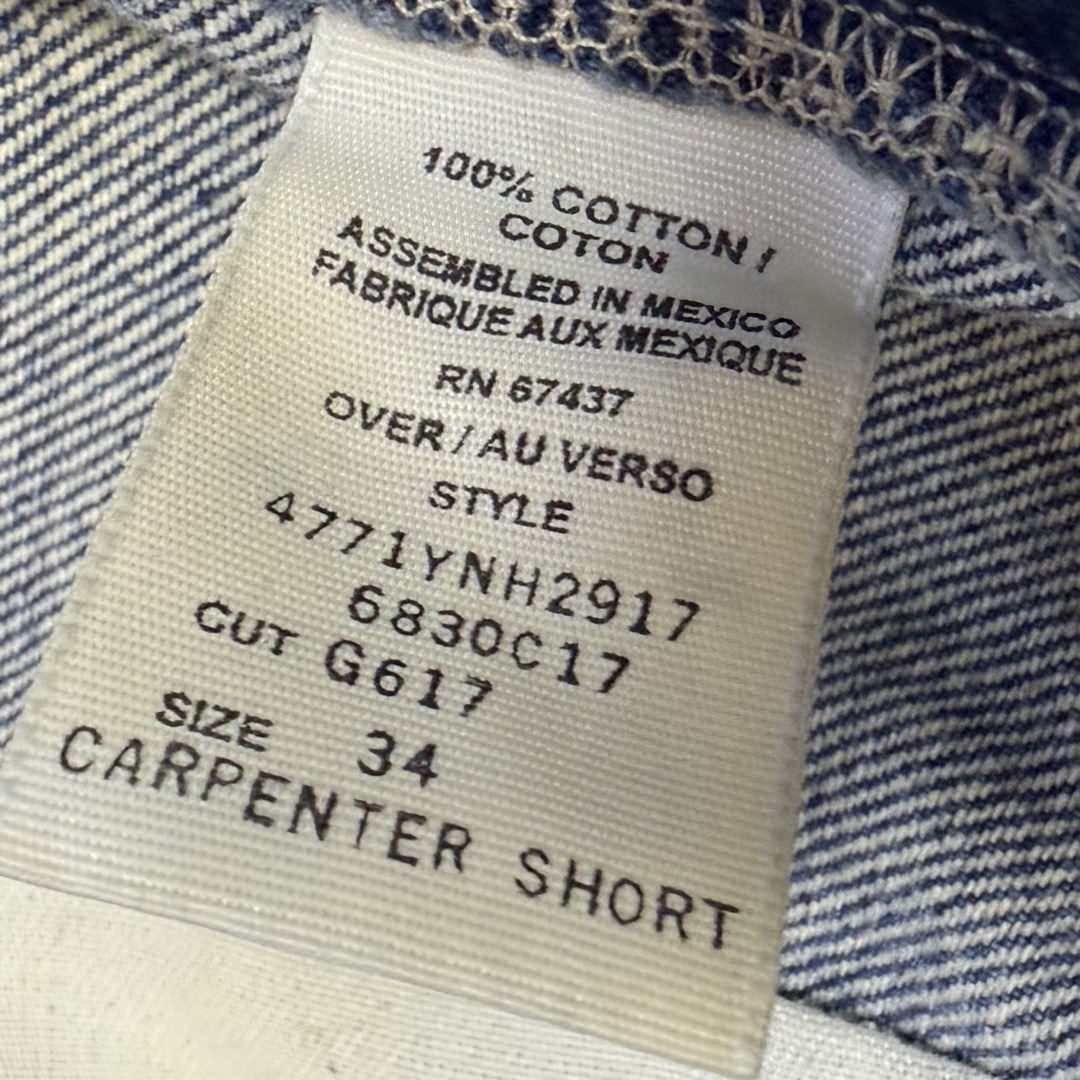 100% COTTON /
COTON
ASSEMBLED IN MEXICO
FABRIQUE AUX MEXIQUE
RN 67437
OVER / AU VERSO
STYLE
4771YNH2917
6830C17
CUT G617
SIZE 34
CARPENTER SHORT